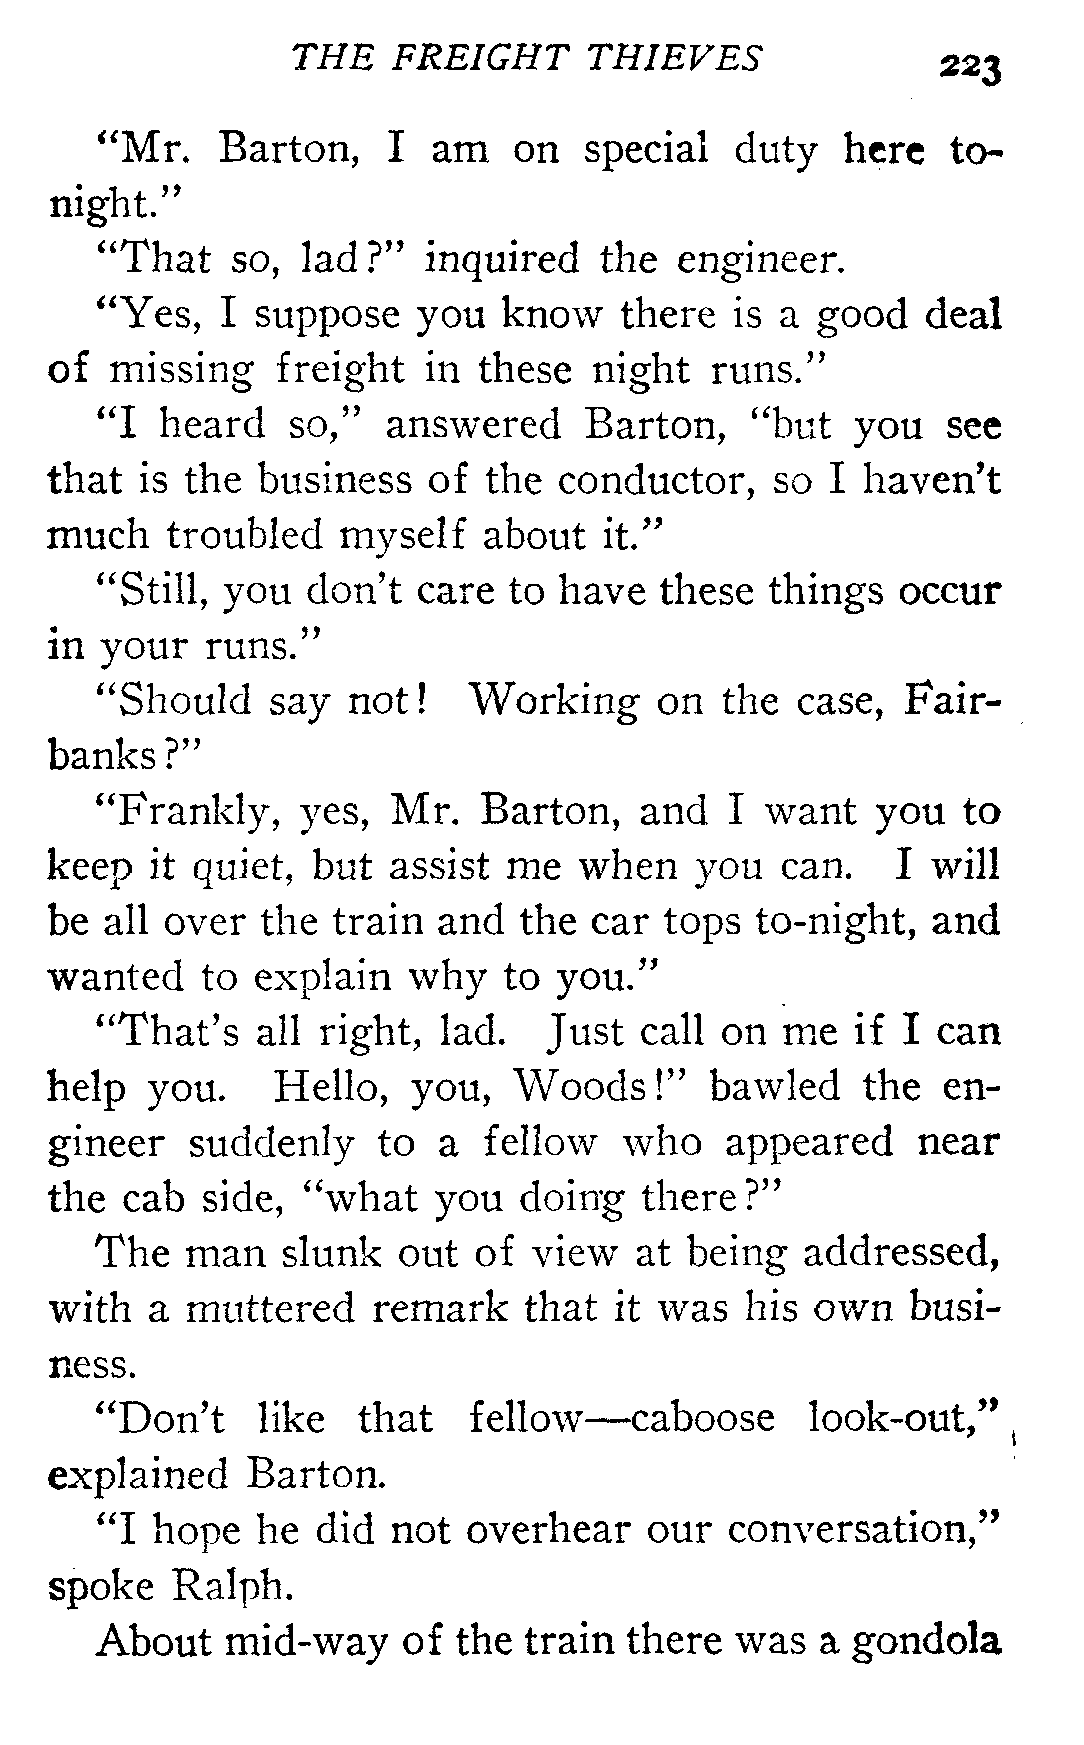 THE FREIGHT THIEVES 223
“Mr. Barton, I am on special duty here to-
night.”
“That so, lad?” inquired the engineer.
“Yes, I suppose you know there is a good deal
of missing freight in these night runs.”
“I heard so,” answered Barton, “but you see
that is the business of the conductor, so I haven’t
much troubled myself about it.”
“Still, you don’t care to have these things occur
in your runs.”
“Should say not! Working on the case, Fair-
banks?”
“Frankly, yes, Mr. Barton, and I want you to
keep it quiet, but assist me when you can. I will
be all over the train and the car tops to-night, and
wanted to explain why to you.”
“That’s all right, lad. Just call on me if I can
help you. Hello, you, Woods!” bawled the en-
gineer suddenly to a fellow who appeared near
the cab side, “what you doing there?”
The man slunk out of view at being addressed,
with a muttered remark that it was his own busi-
ness.
“Don’t like that fellow—caboose look-out,”
explained Barton.
“I hope he did not overhear our conversation,”
spoke Ralph.
About mid-way of the train there was a gondola